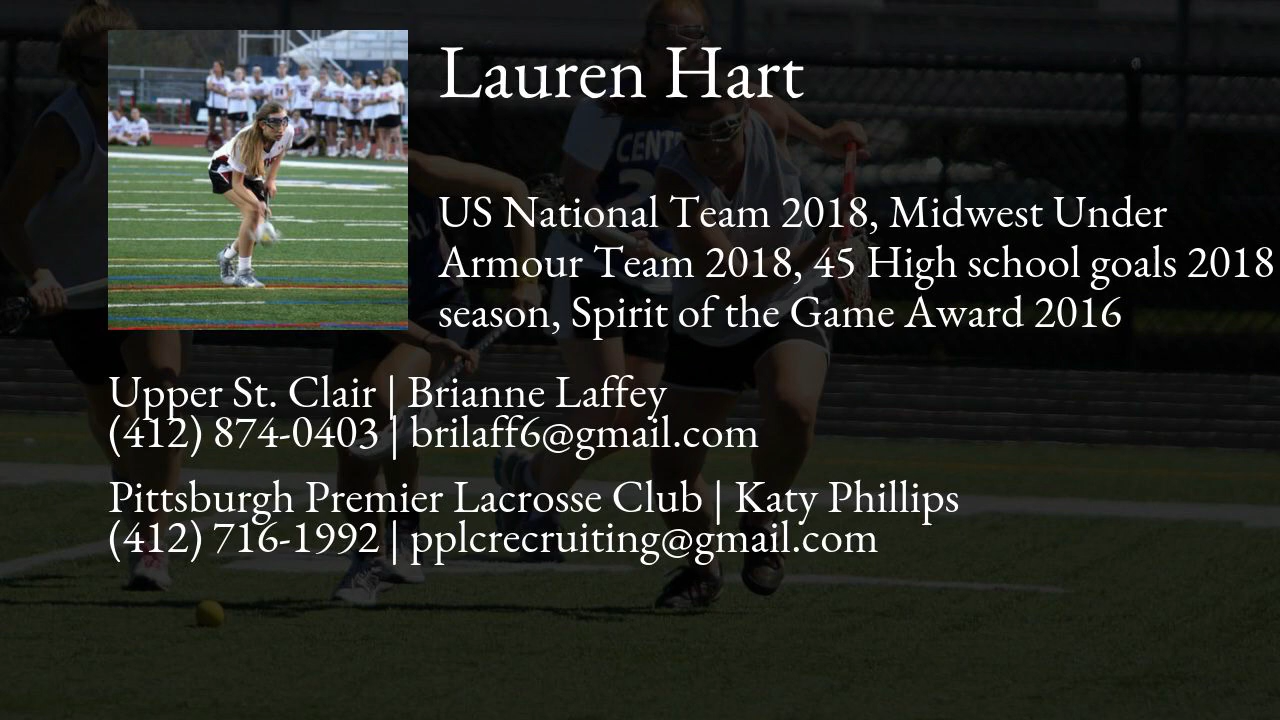 Lauren Hart
US National Team 2018, Midwest Under
Armour Team 2018, 45 High school goals 2018
season, Spirit of the Game Award 2016
Upper St. Clair | Brianne Laffey
(412) 874-0403 | brilaff6@gmail.com
Pittsburgh Premier Lacrosse Club | Katy Phillips
(412) 716-1992 | pplcrecruiting@gmail.com